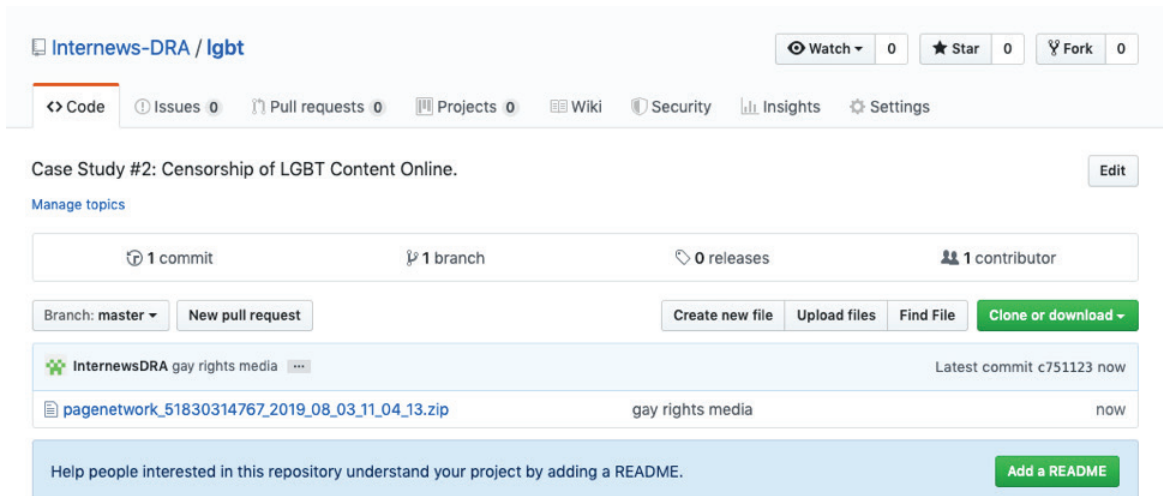 Internews-DRA / lgbt
Watch 0 Star 0 Fork 0
<> Code Issues 0 Pull requests 0 Projects 0 Wiki Security Insights Settings
Case Study #2: Censorship of LGBT Content Online.
Edit
Manage topics
1 commit 1 branch 0 releases 1 contributor
Branch: master New pull request Create new file Upload files Find File Clone or download
InternewsDRA gay rights media ... Latest commit c751123 now
pagenetwork_51830314767_2019_08_03_11_04_13.zip gay rights media now
Help people interested in this repository understand your project by adding a README. Add a README